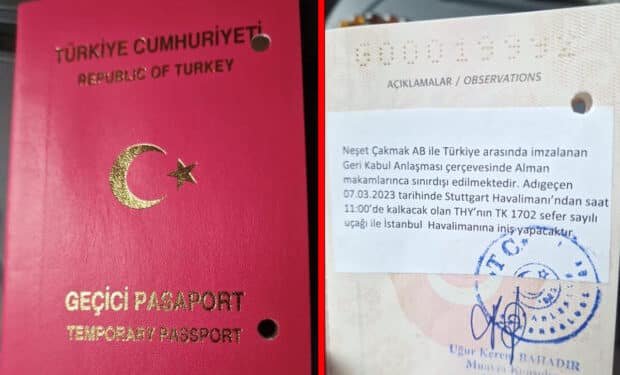 TÜRKİYE CUMHURİYETİ
REPUBLIC OF TURKEY
GEÇİCİ PASAPORT
TEMPORARY PASSPORT
AÇIKLAMALAR / OBSERVATIONS
Neşet Çakmak AB ile Türkiye arasında imzalanan
Geri Kabul Anlaşması çerçevesinde Alman
makamlarınca sınırdışı edilmektedir. Adıgeçen
07.03.2023 tarihinde Stuttgart Havalimanı'ndan saat
11:00'de kalkacak olan THY'nın TK 1702 sefer sayılı
uçağı ile İstanbul Havalimanına iniş yapacaktır.
T.C.
Uğur Kerem BAHADIR